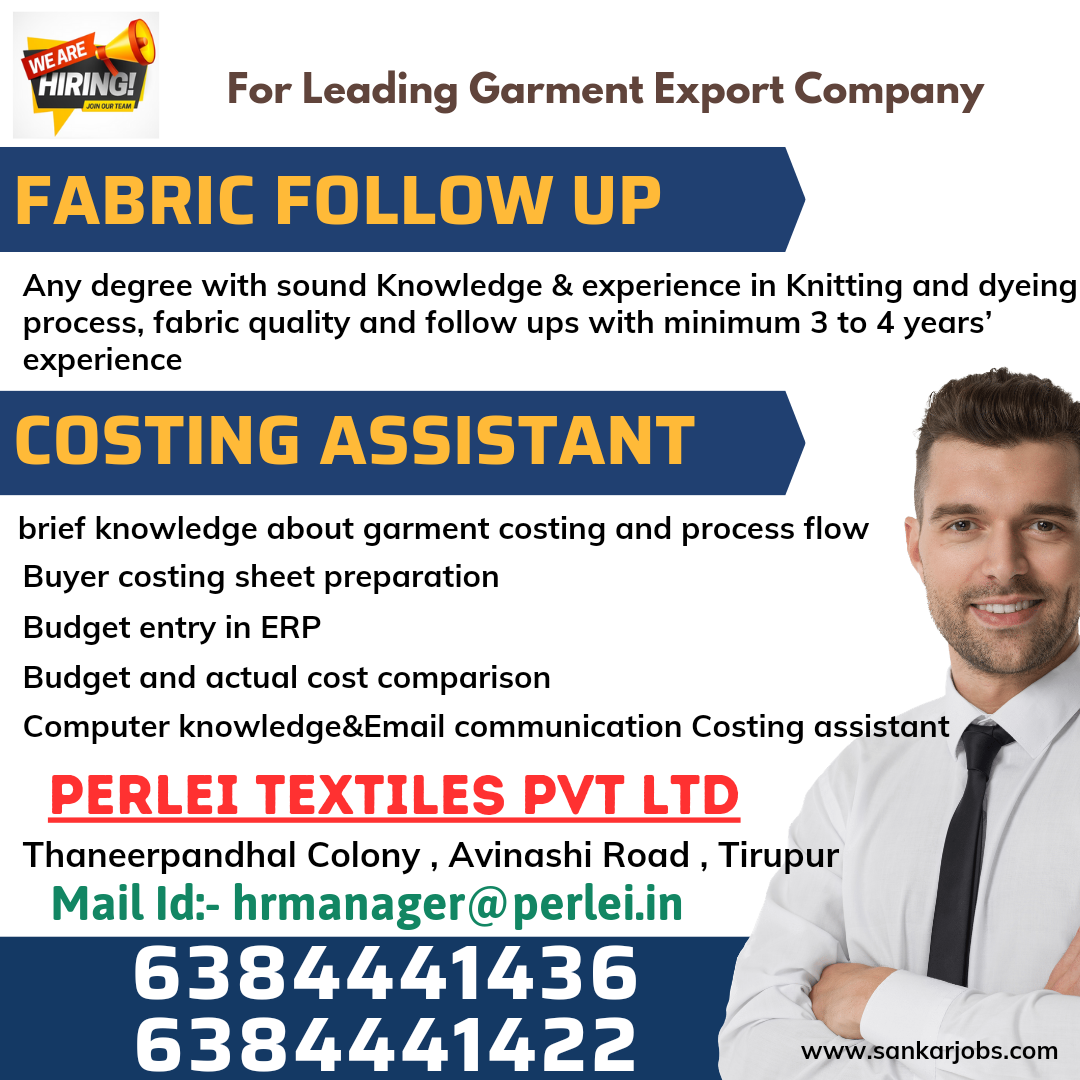 WE ARE
HIRING!
JOIN OUR TEAM
For Leading Garment Export Company
FABRIC FOLLOW UP
Any degree with sound Knowledge & experience in Knitting and dyeing
process, fabric quality and follow ups with minimum 3 to 4 years’
experience
COSTING ASSISTANT
brief knowledge about garment costing and process flow
Buyer costing sheet preparation
Budget entry in ERP
Budget and actual cost comparison
Computer knowledge&Email communication Costing assistant
PERLEI TEXTILES PVT LTD
Thaneerpandhal Colony , Avinashi Road , Tirupur
Mail Id:- hrmanager@perlei.in
6384441436
6384441422
www.sankarjobs.com